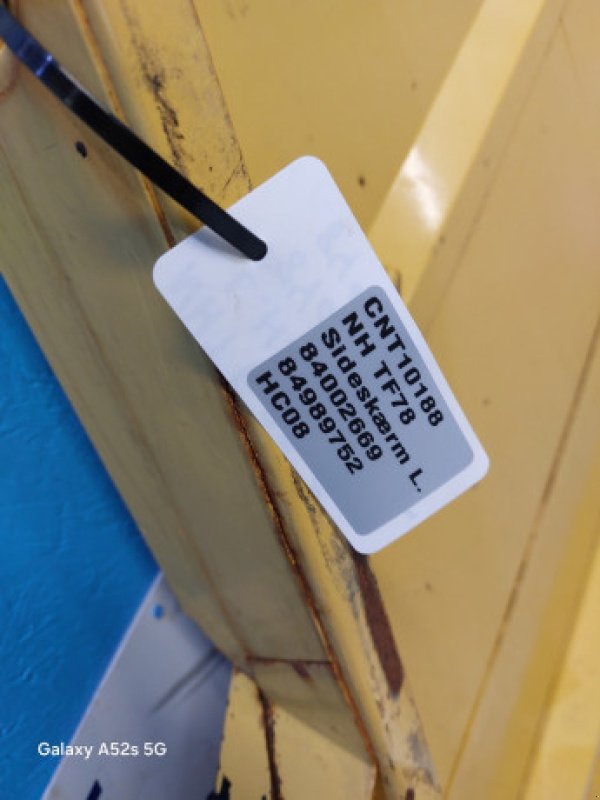 CNT10188
NH TF78
Sideskærm L.
84002669
84989752
HC08
Galaxy A52s 5G